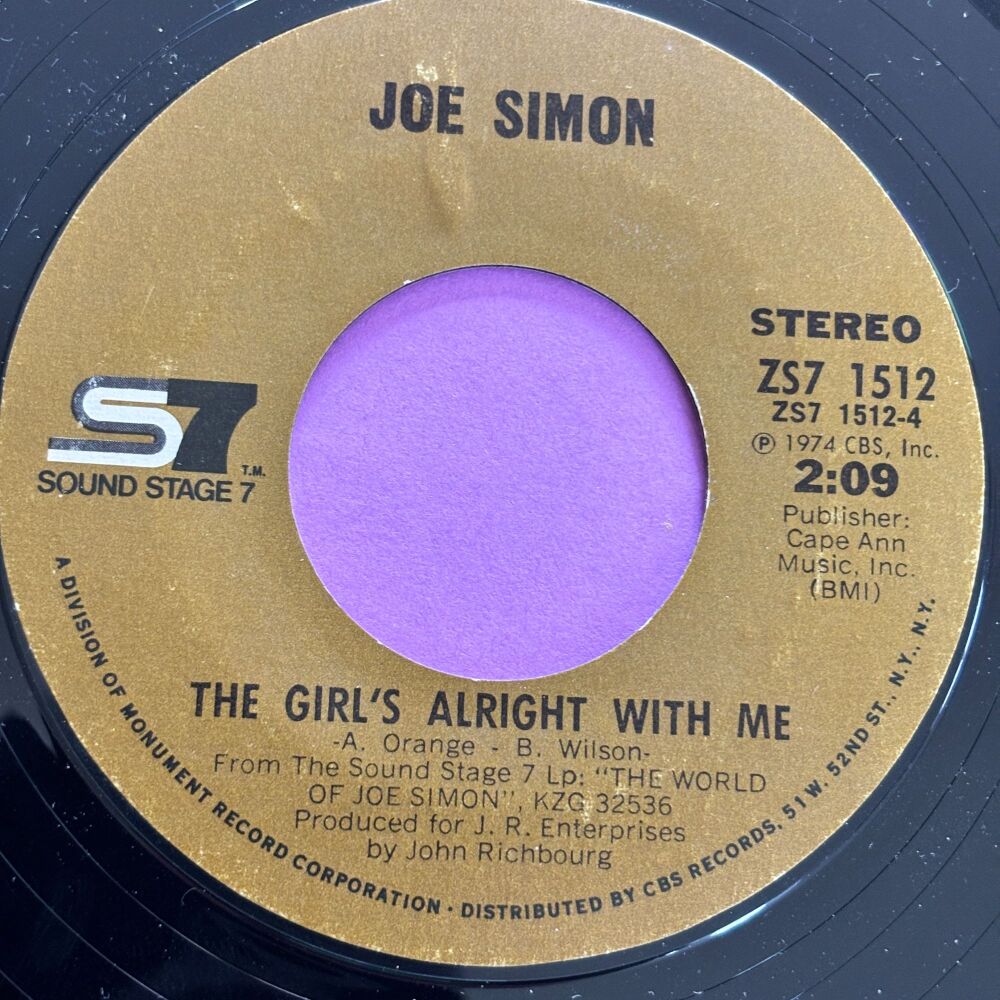 JOE SIMON
STEREO
ZS7 1512
ZS7 1512-4
Ⓟ 1974 CBS, Inc.
2:09
Publisher:
Cape Ann
Music, Inc.
(BMI)
S7 T.M.
SOUND STAGE 7
THE GIRL'S ALRIGHT WITH ME
-A. Orange - B. Wilson-
From The Sound Stage 7 Lp: "THE WORLD
OF JOE SIMON", KZG 32536
Produced for J. R. Enterprises
by John Richbourg
A DIVISION OF MONUMENT RECORD CORPORATION · DISTRIBUTED BY CBS RECORDS, 51 W. 52ND ST., N.Y., N.Y.